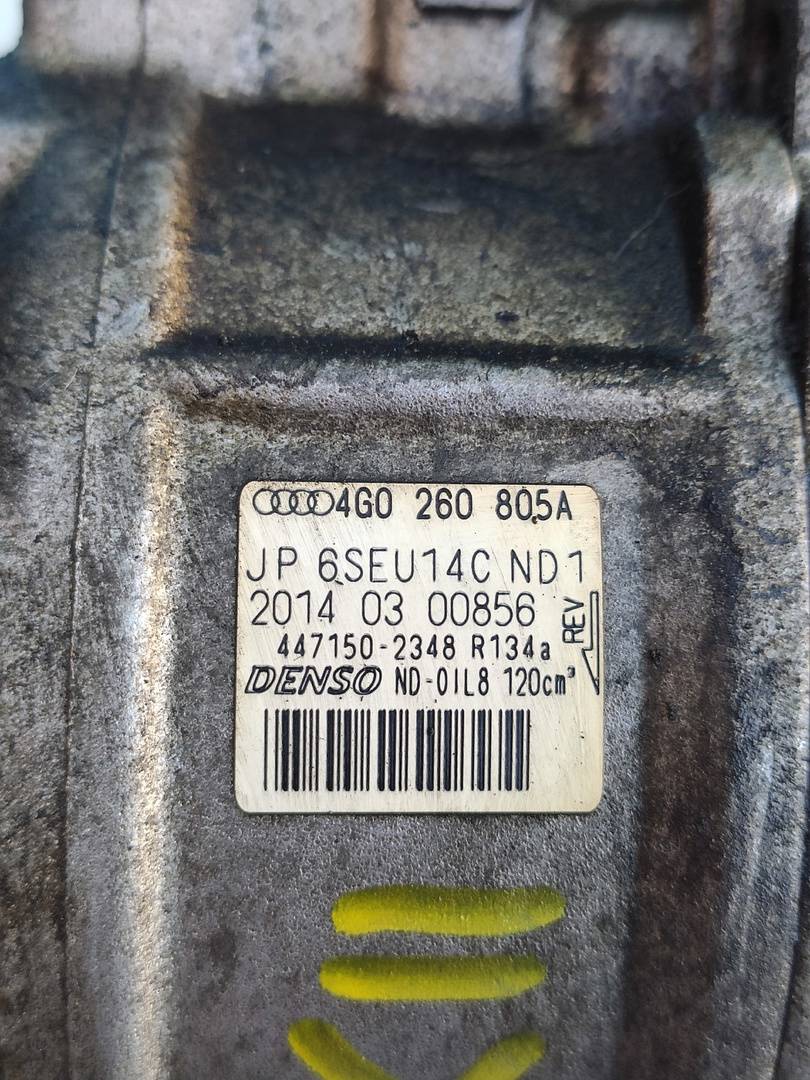 4G0 260 805A
JP 6SEU14C ND1
2014 03 00856
REV
447150-2348 R134a
DENSO ND-OIL8 120cm³